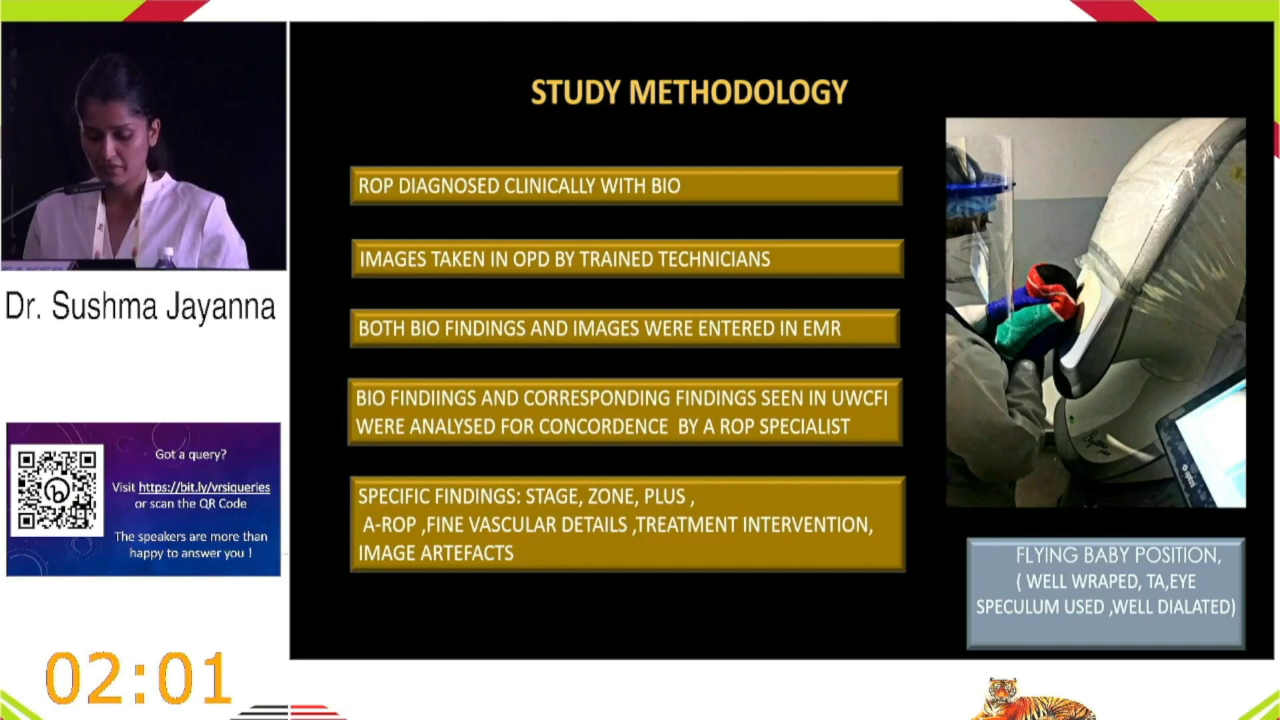 STUDY METHODOLOGY
ROP DIAGNOSED CLINICALLY WITH BIO
IMAGES TAKEN IN OPD BY TRAINED TECHNICIANS
BOTH BIO FINDINGS AND IMAGES WERE ENTERED IN EMR
BIO FINDIINGS AND CORRESPONDING FINDINGS SEEN IN UWCFI
WERE ANALYSED FOR CONCORDENCE BY A ROP SPECIALIST
SPECIFIC FINDINGS: STAGE, ZONE, PLUS ,
A-ROP ,FINE VASCULAR DETAILS ,TREATMENT INTERVENTION,
IMAGE ARTEFACTS
FLYING BABY POSITION,
( WELL WRAPED, TA,EYE
SPECULUM USED ,WELL DIALATED)
Dr. Sushma Jayanna
Got a query?
Visit https://bit.ly/vrsiqueries
or scan the QR Code
The speakers are more than
happy to answer you !
02:01